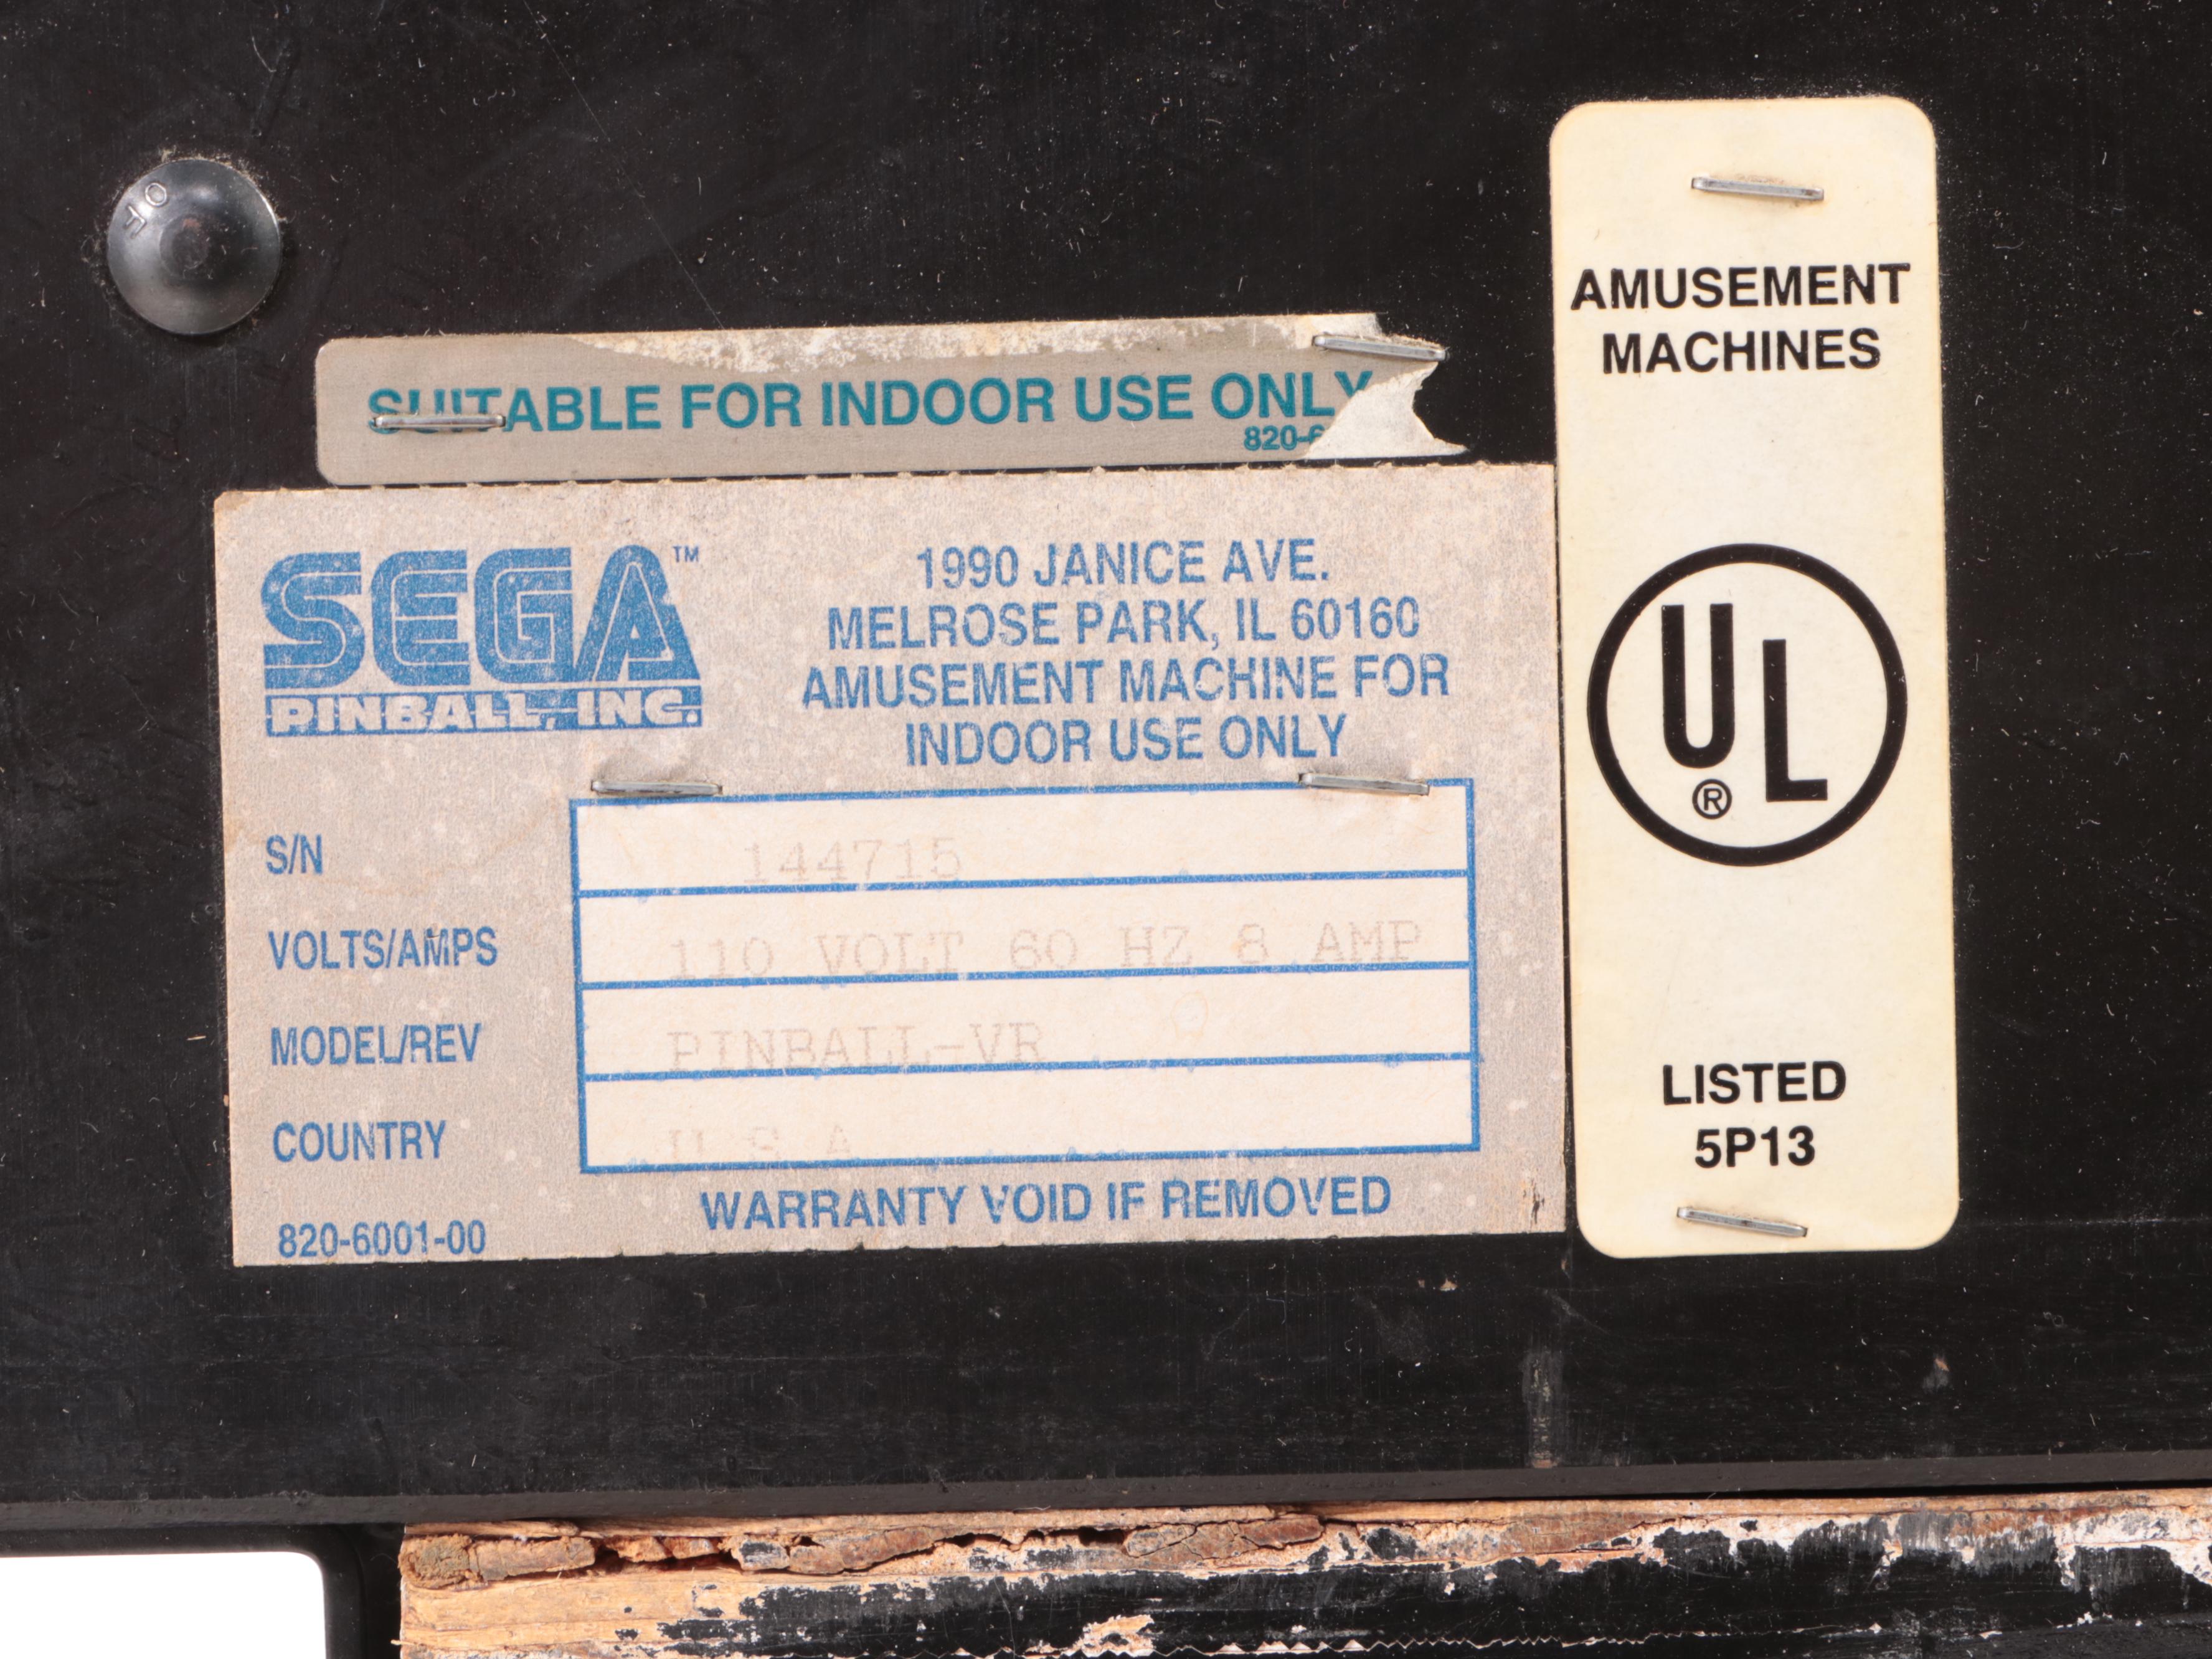 SUITABLE FOR INDOOR USE ONLY
SEGA™
PINBALL, INC.
1990 JANICE AVE.
MELROSE PARK, IL 60160
AMUSEMENT MACHINE FOR
INDOOR USE ONLY
S/N 144715
VOLTS/AMPS 110 VOLT 60 HZ 8 AMP
MODEL/REV PINBALL-VR
COUNTRY U S A
WARRANTY VOID IF REMOVED
820-6001-00
AMUSEMENT
MACHINES
UL
®
LISTED
5P13